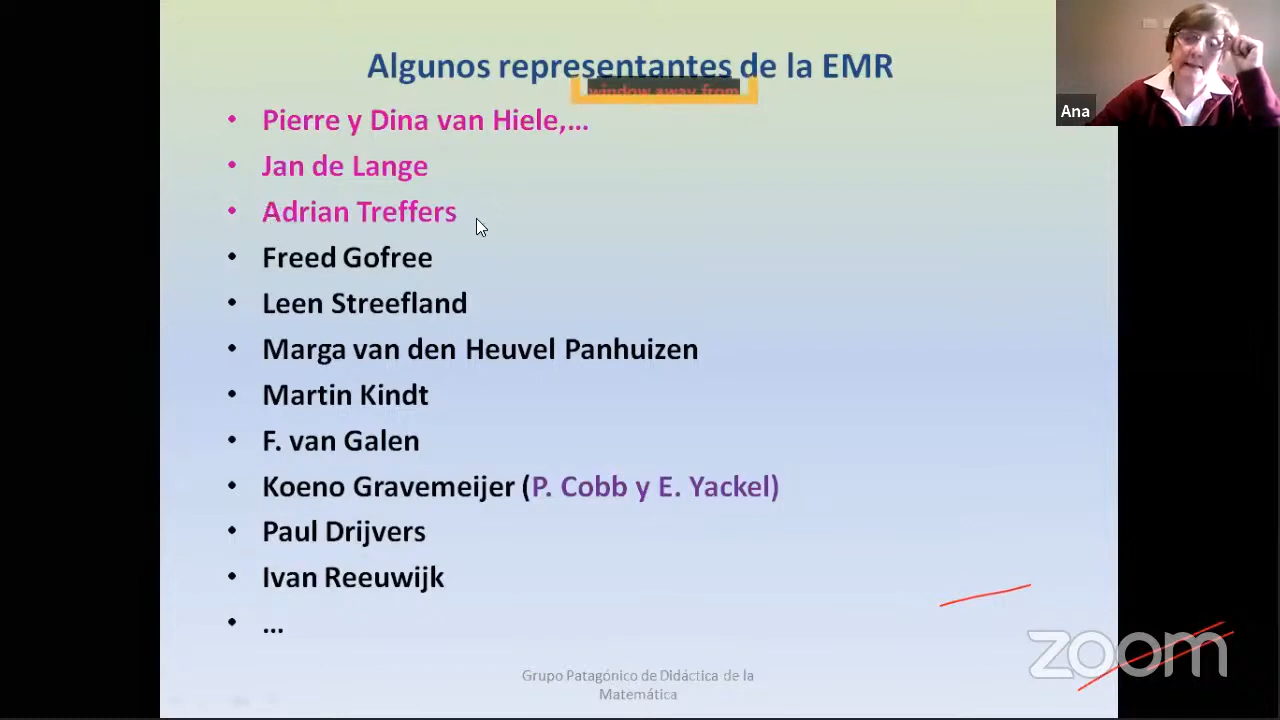 Algunos representantes de la EMR
window away from
• Pierre y Dina van Hiele,...
• Jan de Lange
• Adrian Treffers
• Freed Gofree
• Leen Streefland
• Marga van den Heuvel Panhuizen
• Martin Kindt
• F. van Galen
• Koeno Gravemeijer (P. Cobb y E. Yackel)
• Paul Drijvers
• Ivan Reeuwijk
• ...
Grupo Patagónico de Didáctica de la
Matemática
Ana
zoom